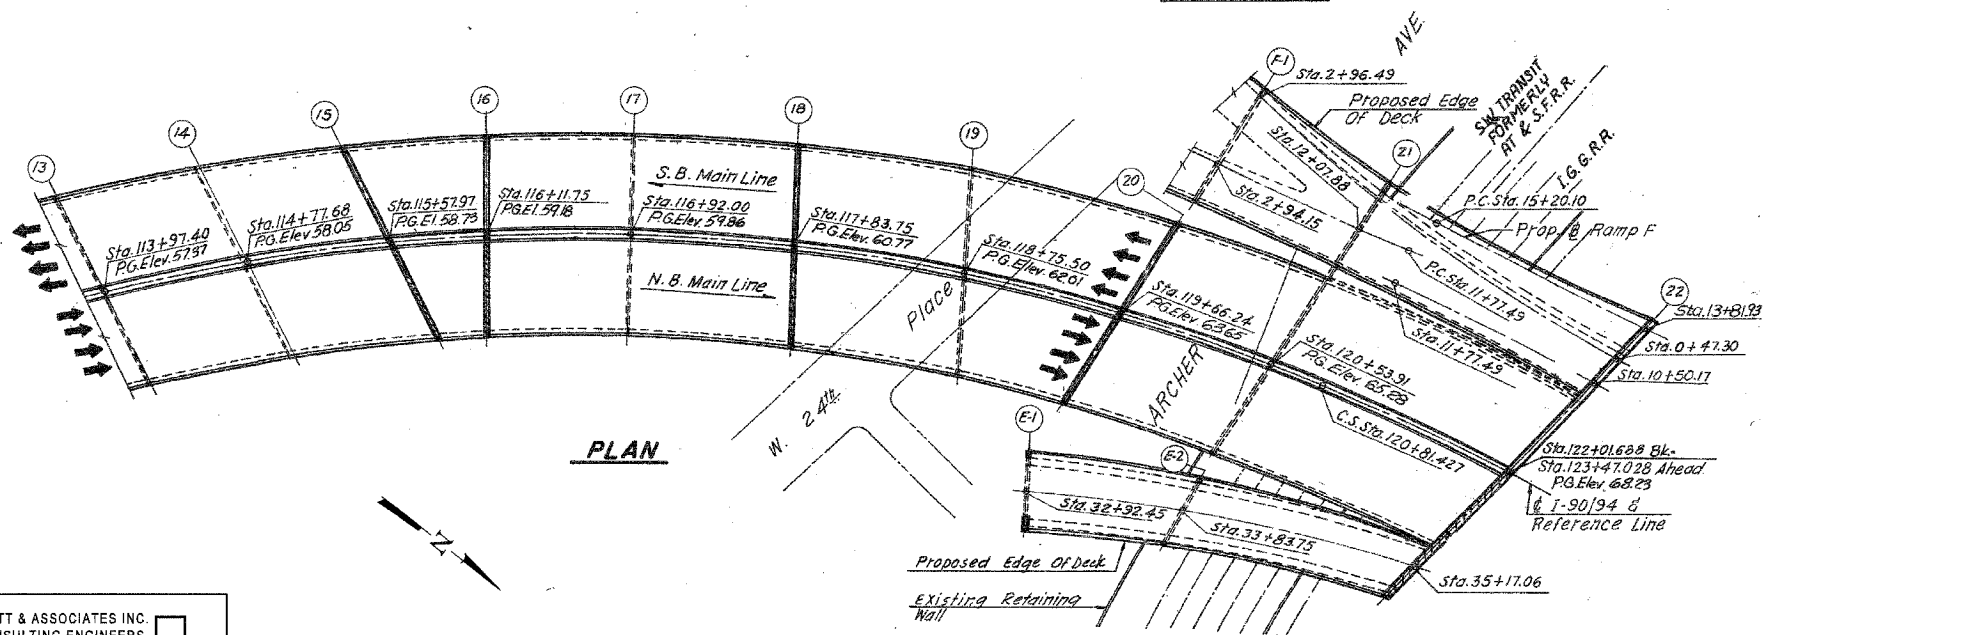 13
14
15
16
17
18
19
20
21
22
F-1
E-1
E-2
Sta.113+97.40
P.G.Elev.57.37
Sta.114+77.68
P.G.Elev 58.05
Sta.115+57.97
P.G.El.58.73
Sta.116+11.75
P.G.El.59.18
S.B. Main Line
Sta.116+92.00
P.G.Elev.59.86
N.B. Main Line
Sta.117+83.75
P.G.Elev. 60.77
Sta.118+75.50
P.G. Elev. 62.01
Sta.119+66.24
P.G.Elev 63.65
Sta.120+53.91
P.G. Elev. 65.28
C.S. Sta.120+81.427
W. 24th Place
ARCHER AVE.
Sta.2+96.49
Proposed Edge
Of Deck
Sta.12+07.88
Sta.2+94.15
SW TRANSIT
FORMERLY
AT & S.F.R.R.
I.G.G.R.R.
P.C. Sta. 15+20.10
Prop. ℄ Ramp F
P.C. Sta.11+77.49
Sta.11+77.49
Sta.13+81.93
Sta.0+47.30
Sta.10+50.17
Sta.122+01.688 Bk.=
Sta.123+47.028 Ahead
P.G.Elev. 68.23
℄ I-90/94 &
Reference Line
Sta.32+92.45
Sta.33+83.75
Sta.35+17.06
Proposed Edge Of Deck
Existing Retaining
Wall
PLAN
N
TT & ASSOCIATES INC.
NSULTING ENGINEERS